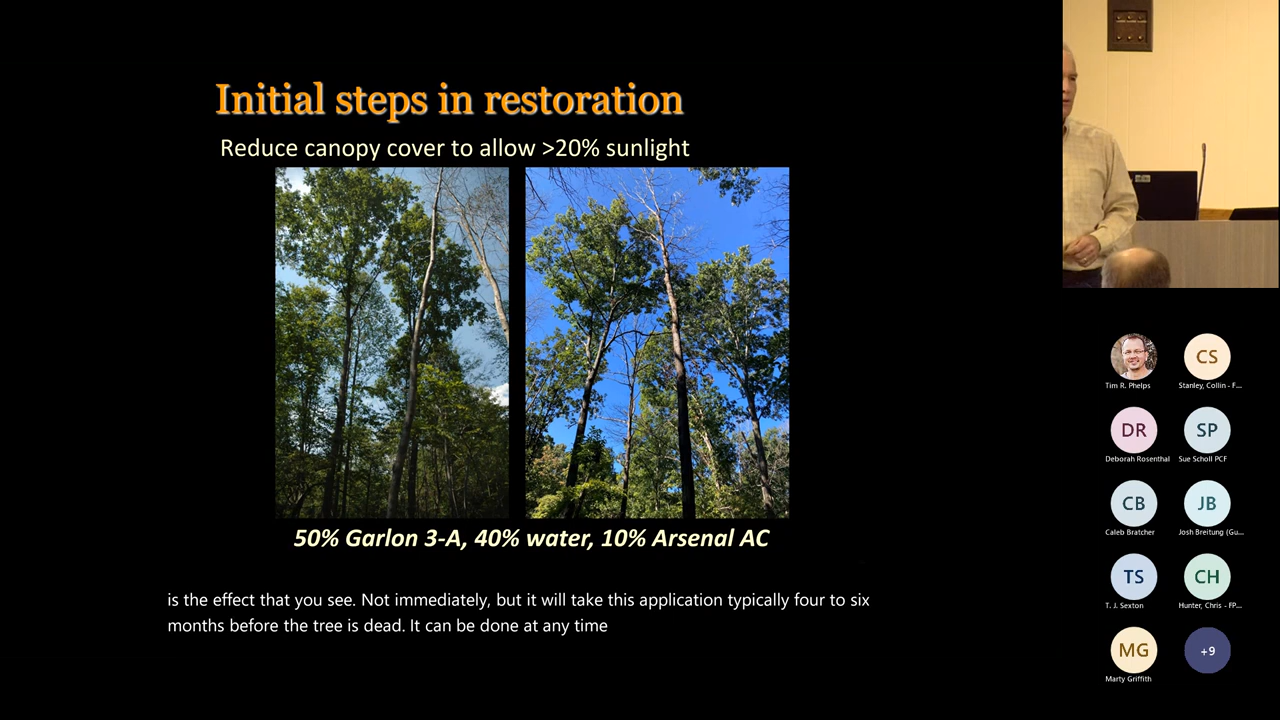 Initial steps in restoration
Reduce canopy cover to allow >20% sunlight
50% Garlon 3-A, 40% water, 10% Arsenal AC
is the effect that you see. Not immediately, but it will take this application typically four to six
months before the tree is dead. It can be done at any time
Tim R. Phelps
CS
Stanley, Collin - F...
DR
Deborah Rosenthal
SP
Sue Scholl PCF
CB
Caleb Bratcher
JB
Josh Breitung (Gu...
TS
T. J. Sexton
CH
Hunter, Chris - FP...
MG
Marty Griffith
+9